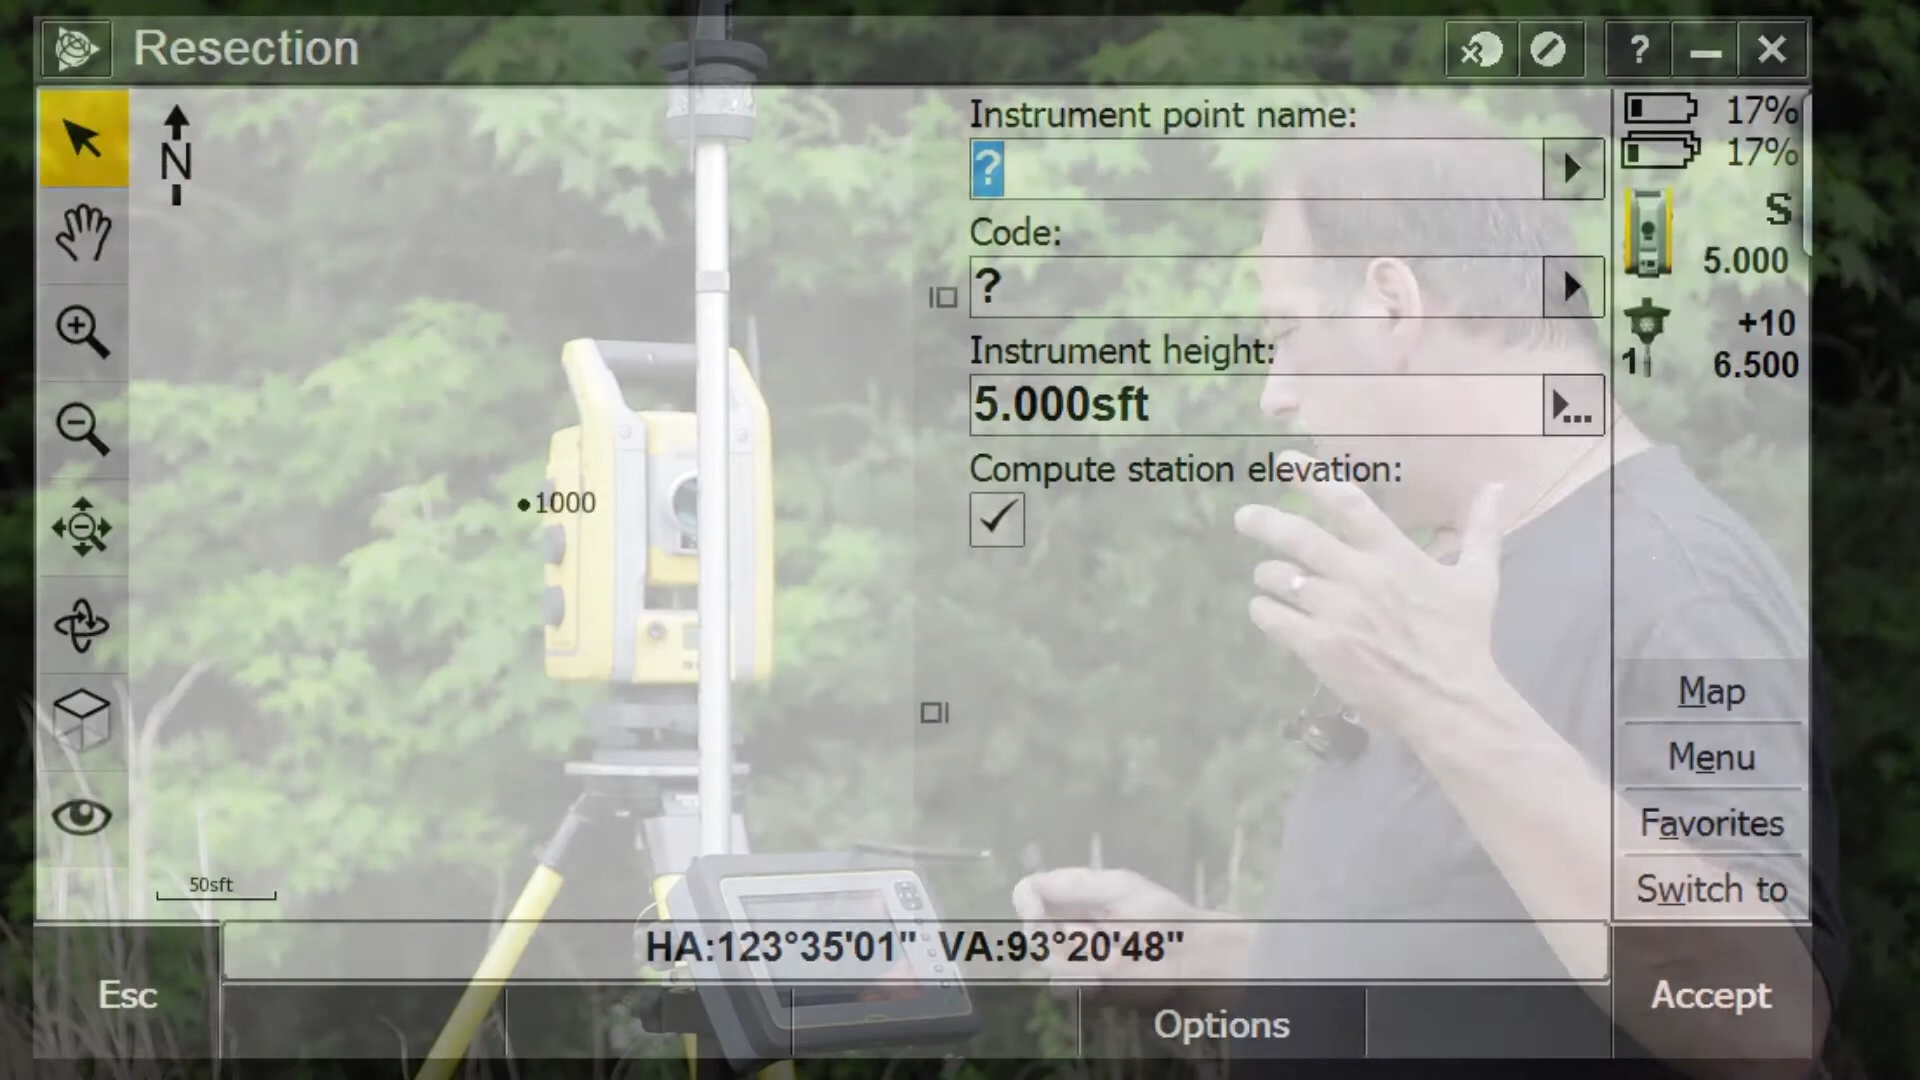 Resection
?
N
Instrument point name:
?
Code:
?
Instrument height:
5.000sft
...
Compute station elevation:
1000
50sft
17%
17%
S
5.000
+10
1
6.500
Map
Menu
Favorites
Switch to
HA:123°35'01" VA:93°20'48"
Esc
Options
Accept